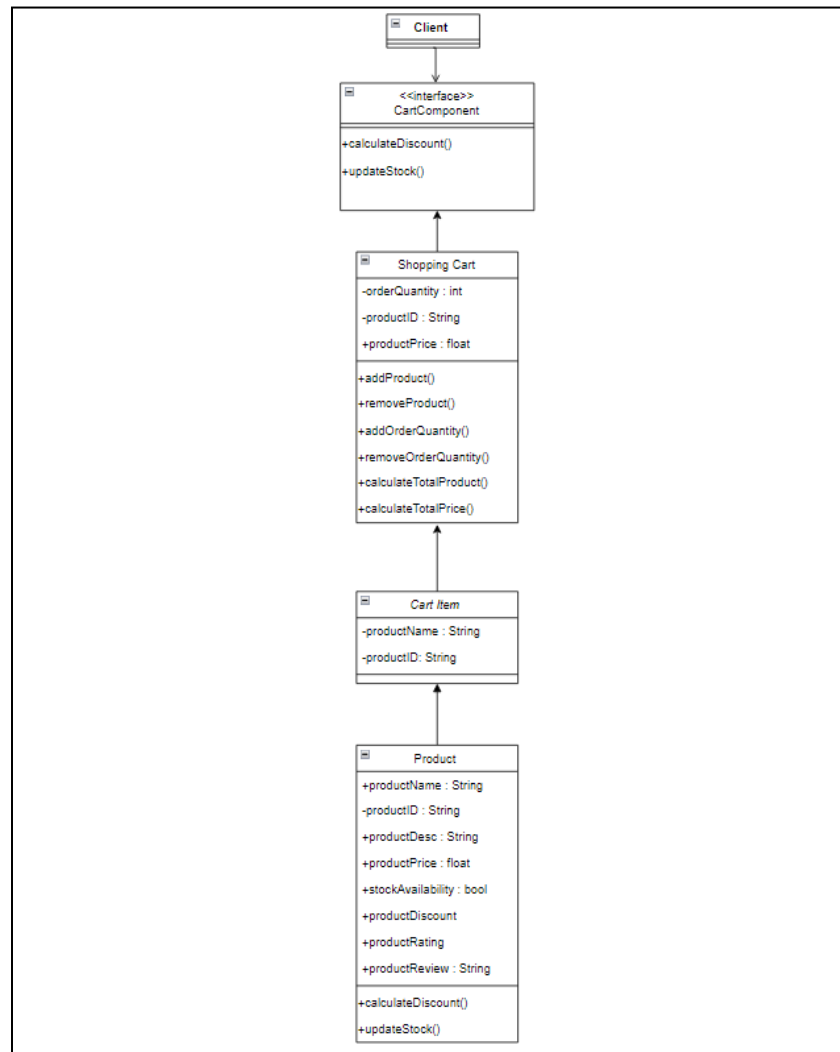 Client
<<interface>>
CartComponent
+calculateDiscount()
+updateStock()
Shopping Cart
-orderQuantity : int
-productID : String
+productPrice : float
+addProduct()
+removeProduct()
+addOrderQuantity()
+removeOrderQuantity()
+calculateTotalProduct()
+calculateTotalPrice()
Cart Item
-productName : String
-productID: String
Product
+productName : String
-productID : String
+productDesc : String
+productPrice : float
+stockAvailability : bool
+productDiscount
+productRating
+productReview : String
+calculateDiscount()
+updateStock()